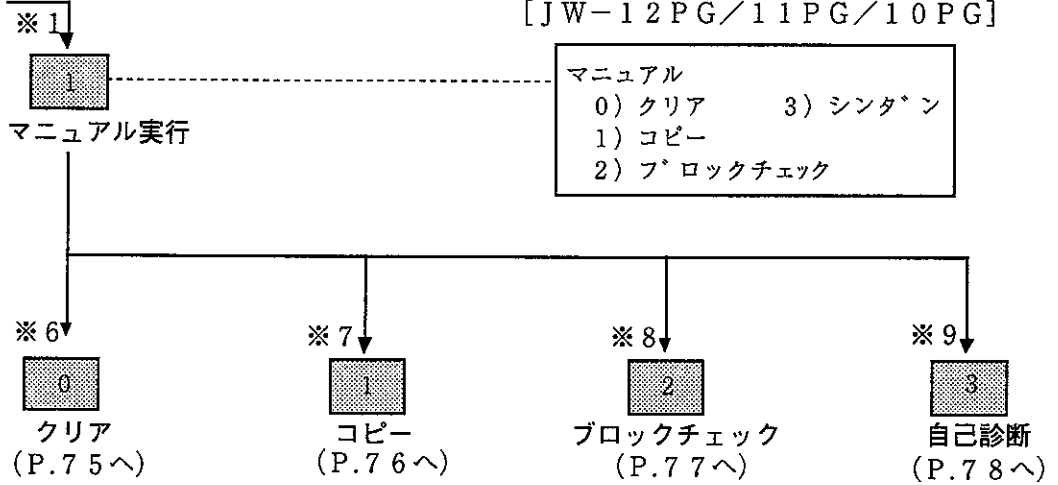 [JW-12PG/11PG/10PG]
※1
1
マニュアル実行
マニュアル
0) クリア 3) シンダン
1) コピー
2) ブロックチェック
※6 ※7 ※8 ※9
0 1 2 3
クリア コピー ブロックチェック 自己診断
(P.75へ) (P.76へ) (P.77へ) (P.78へ)